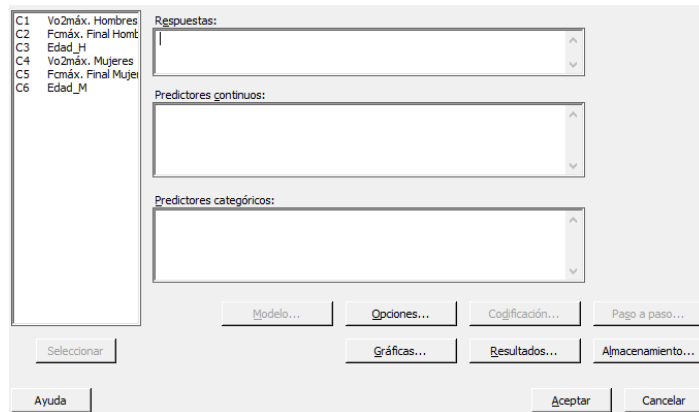 C1 Vo2máx. Hombres
C2 Fcmáx. Final Homb
C3 Edad_H
C4 Vo2máx. Mujeres
C5 Fcmáx. Final Mujer
C6 Edad_M
Respuestas:
Predictores continuos:
Predictores categóricos:
Modelo... Opciones... Codificación... Paso a paso...
Seleccionar Gráficas... Resultados... Almacenamiento...
Ayuda Aceptar Cancelar